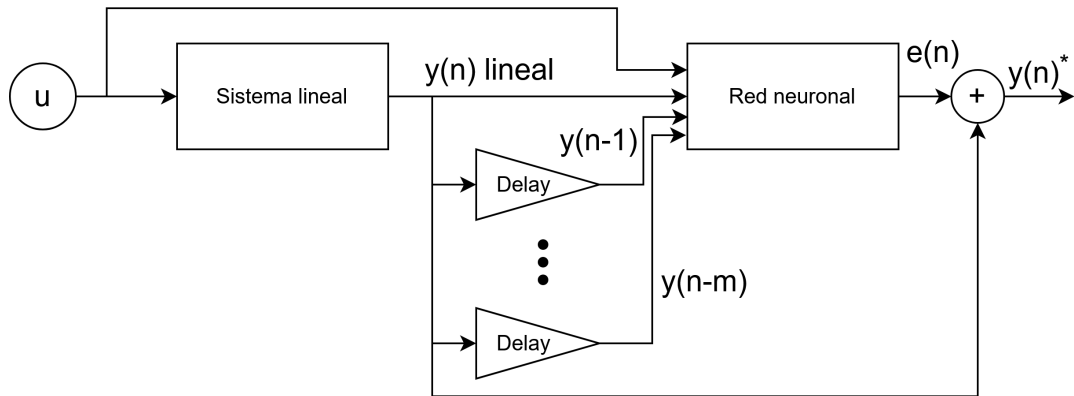 u
Sistema lineal
y(n) lineal
Red neuronal
e(n)
+
y(n)*
y(n-1)
Delay
y(n-m)
Delay